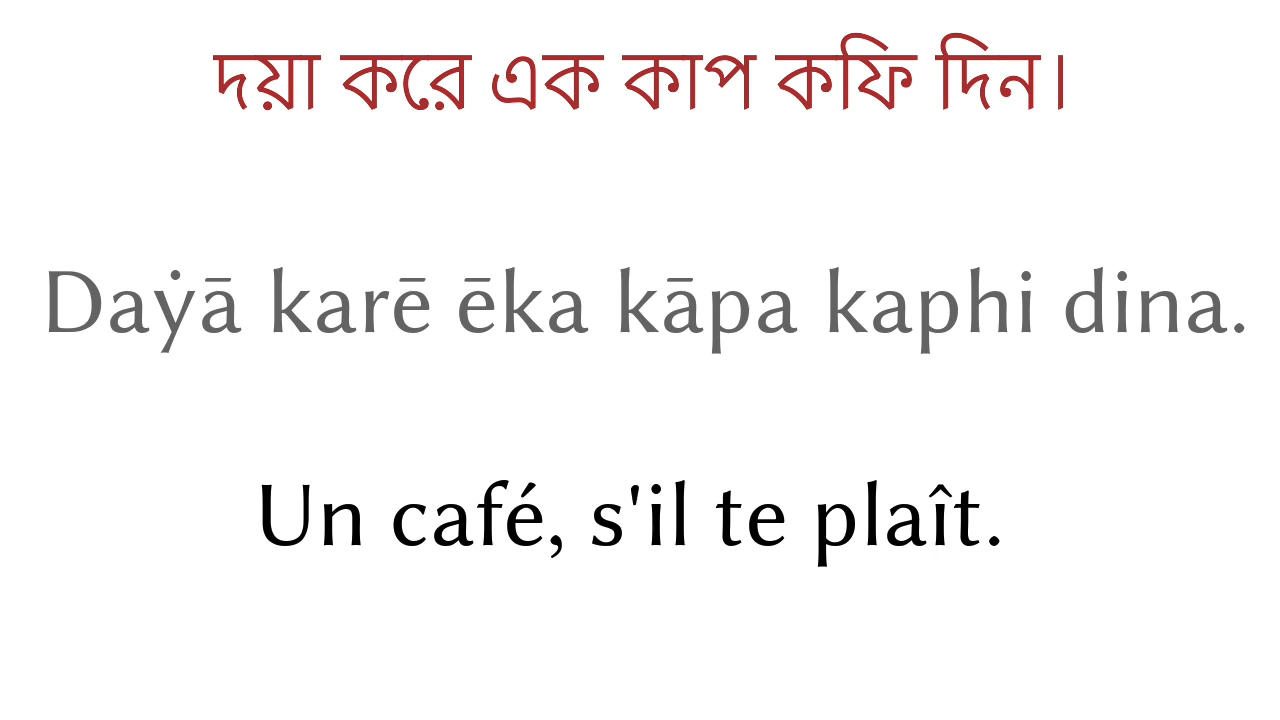 দয়া করে এক কাপ কফি দিন।
Daẏā karē ēka kāpa kaphi dina.
Un café, s'il te plaît.